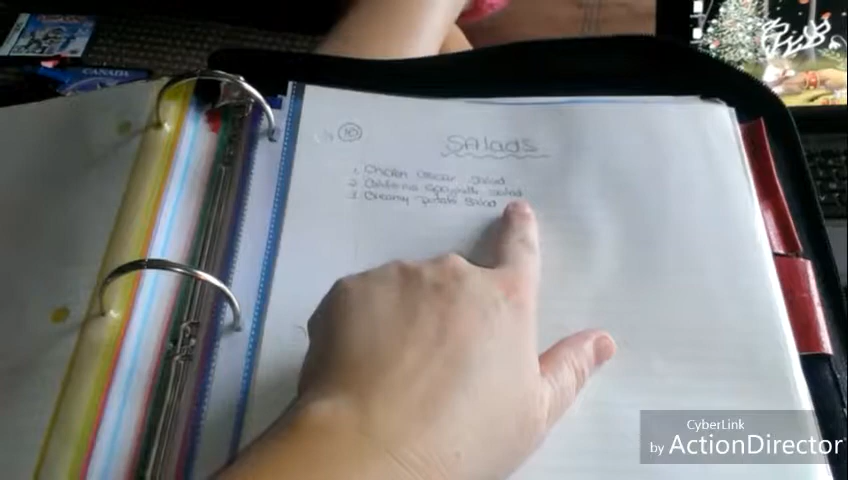 CANADA
10
SALADS
1. Chicken Caesar Salad
2. California Spaghetti Salad
3. Creamy Potato Salad
CyberLink
by ActionDirector